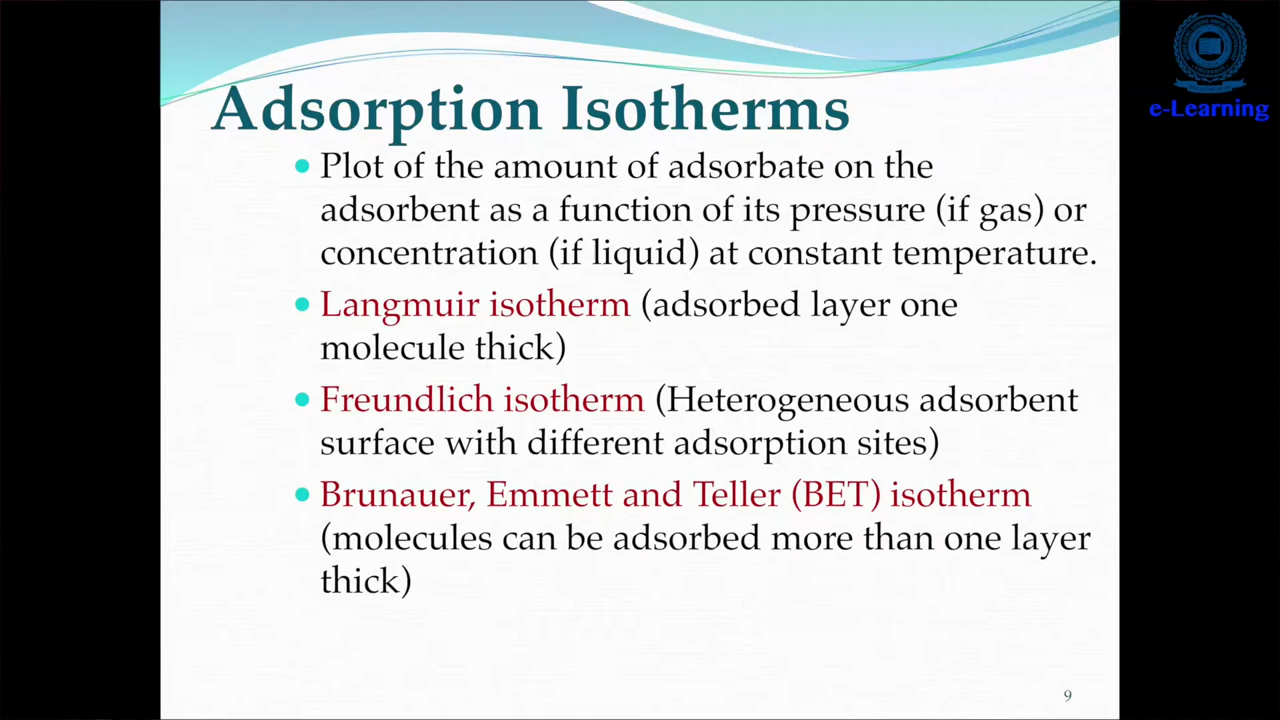 Adsorption Isotherms
• Plot of the amount of adsorbate on the
adsorbent as a function of its pressure (if gas) or
concentration (if liquid) at constant temperature.
• Langmuir isotherm (adsorbed layer one
molecule thick)
• Freundlich isotherm (Heterogeneous adsorbent
surface with different adsorption sites)
• Brunauer, Emmett and Teller (BET) isotherm
(molecules can be adsorbed more than one layer
thick)
9
e-Learning